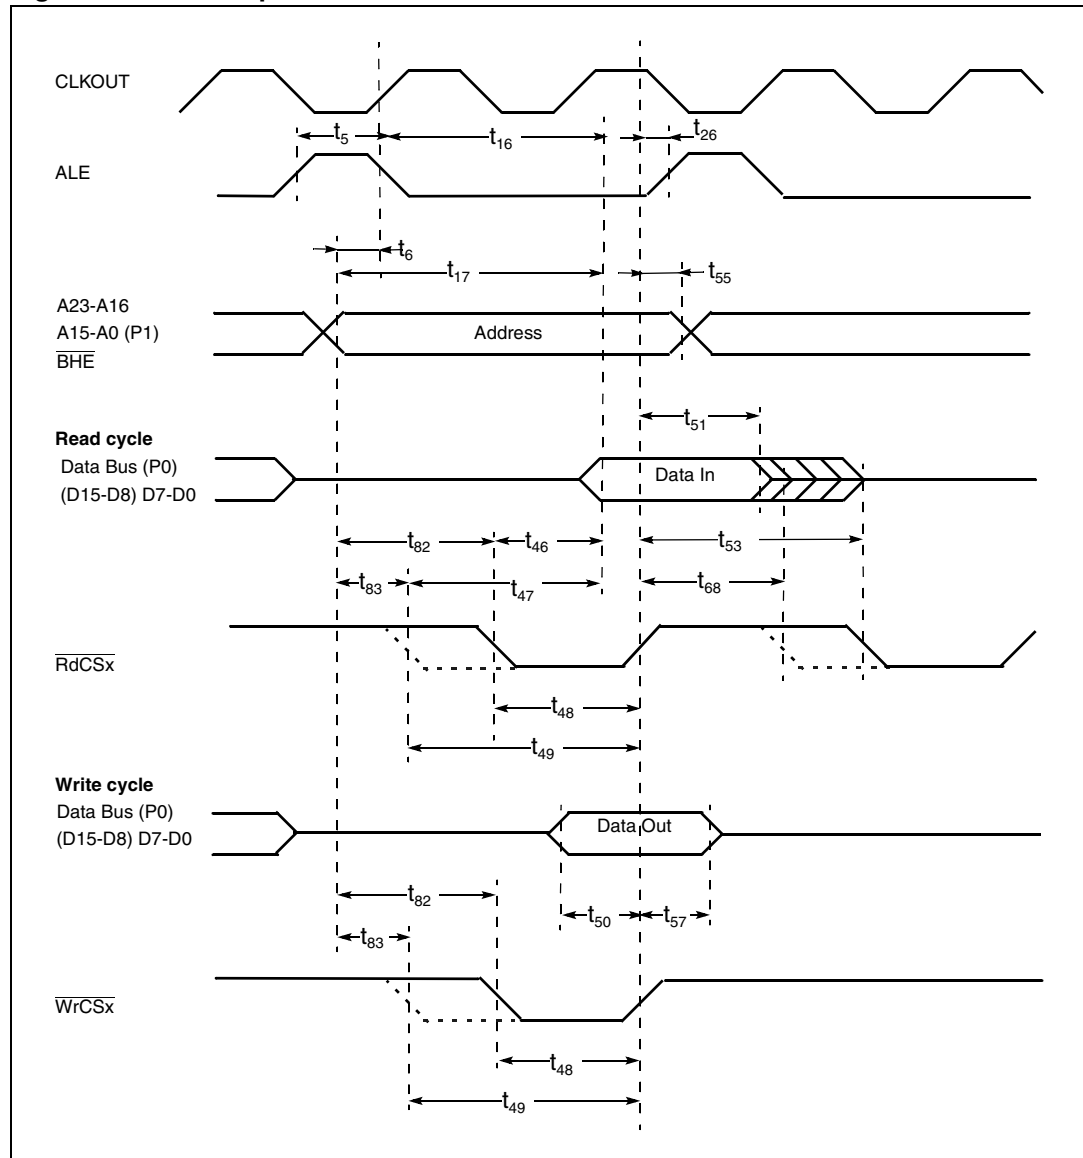 CLKOUT
t5
t16
t26
ALE
t6
t17
t55
A23-A16
A15-A0 (P1)
Address
BHE
t51
Read cycle
Data Bus (P0)
Data In
(D15-D8) D7-D0
t82
t46
t53
t83
t47
t68
RdCSx
t48
t49
Write cycle
Data Bus (P0)
Data Out
(D15-D8) D7-D0
t82
t50
t57
t83
WrCSx
t48
t49